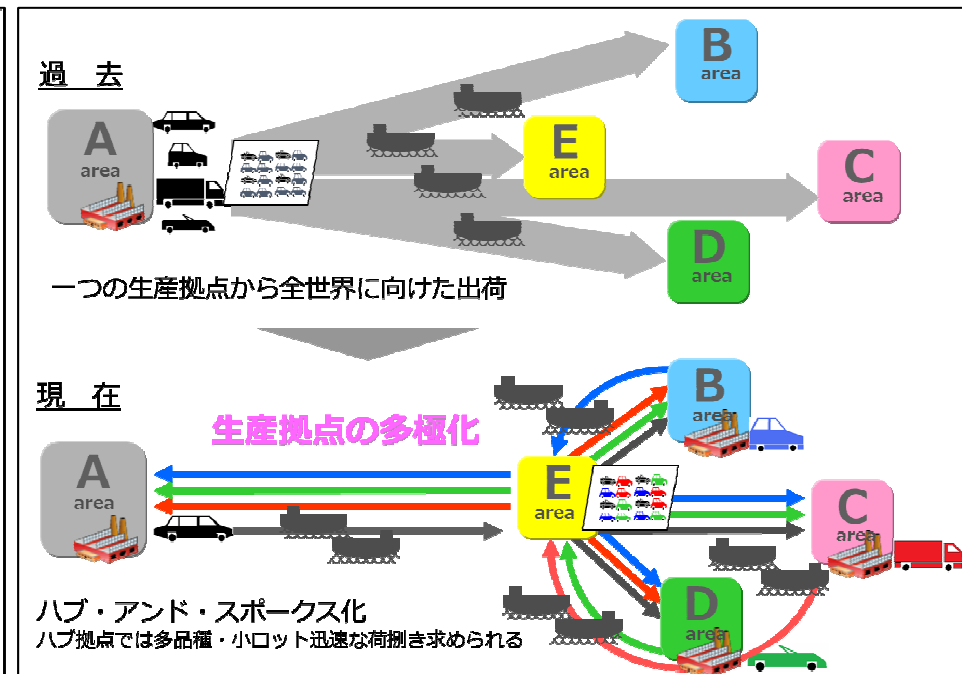 過　去
B
area
A
area
E
area
C
area
D
area
一つの生産拠点から全世界に向けた出荷
現　在
生産拠点の多極化
B
area
A
area
E
area
C
area
D
area
ハブ・アンド・スポークス化
ハブ拠点では多品種・小ロット迅速な荷捌き求められる